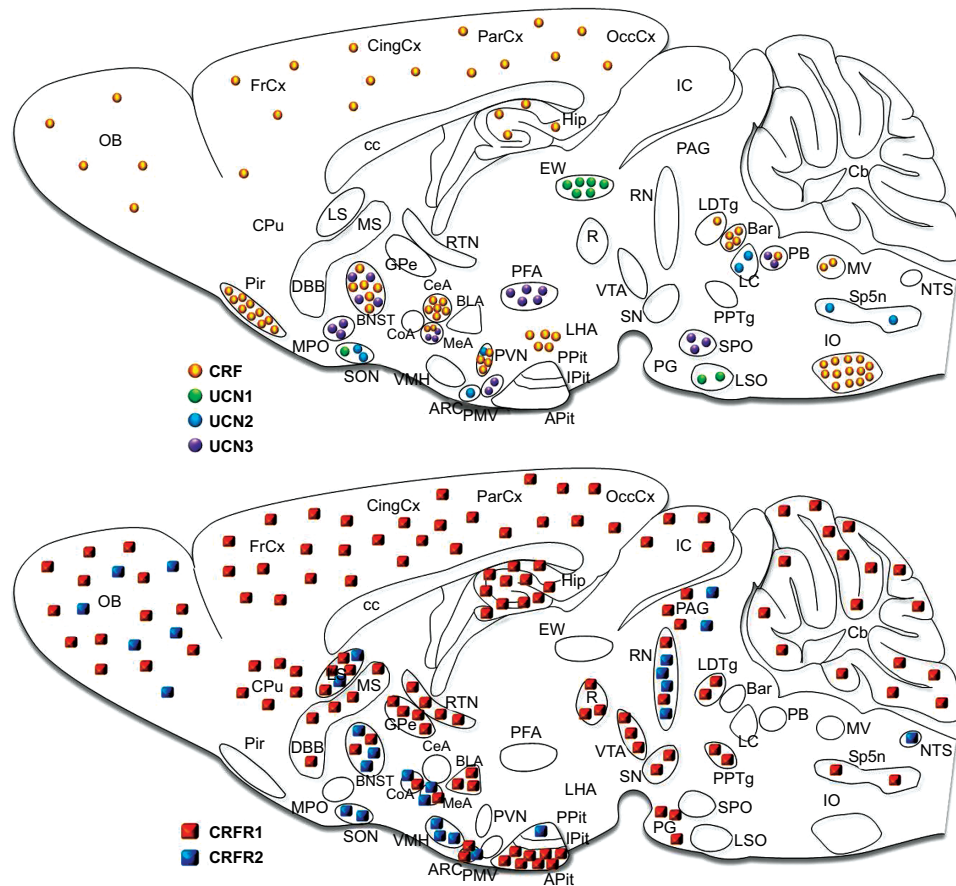 CingCx
ParCx
OccCx
FrCx
OB
Hip
IC
cc
PAG
EW
Cb
RN
LS
MS
CPu
LDTg
Bar
RTN
R
GPe
PFA
PB
MV
LC
NTS
Pir
DBB
CeA
BLA
VTA
Sp5n
BNST
CoA
MeA
LHA
SN
PPTg
MPO
PVN
SPO
IO
SON
VMH
PPit
IPit
PG
LSO
ARC
PMV
APit
CRF
UCN1
UCN2
UCN3
CingCx
ParCx
OccCx
FrCx
IC
Hip
OB
cc
PAG
EW
Cb
RN
LS
MS
CPu
LDTg
Bar
RTN
R
GPe
PFA
PB
MV
LC
NTS
Pir
DBB
CeA
BLA
VTA
Sp5n
BNST
CoA
MeA
LHA
SN
PPTg
MPO
PVN
SPO
IO
SON
VMH
PPit
IPit
PG
LSO
ARC
PMV
APit
CRFR1
CRFR2